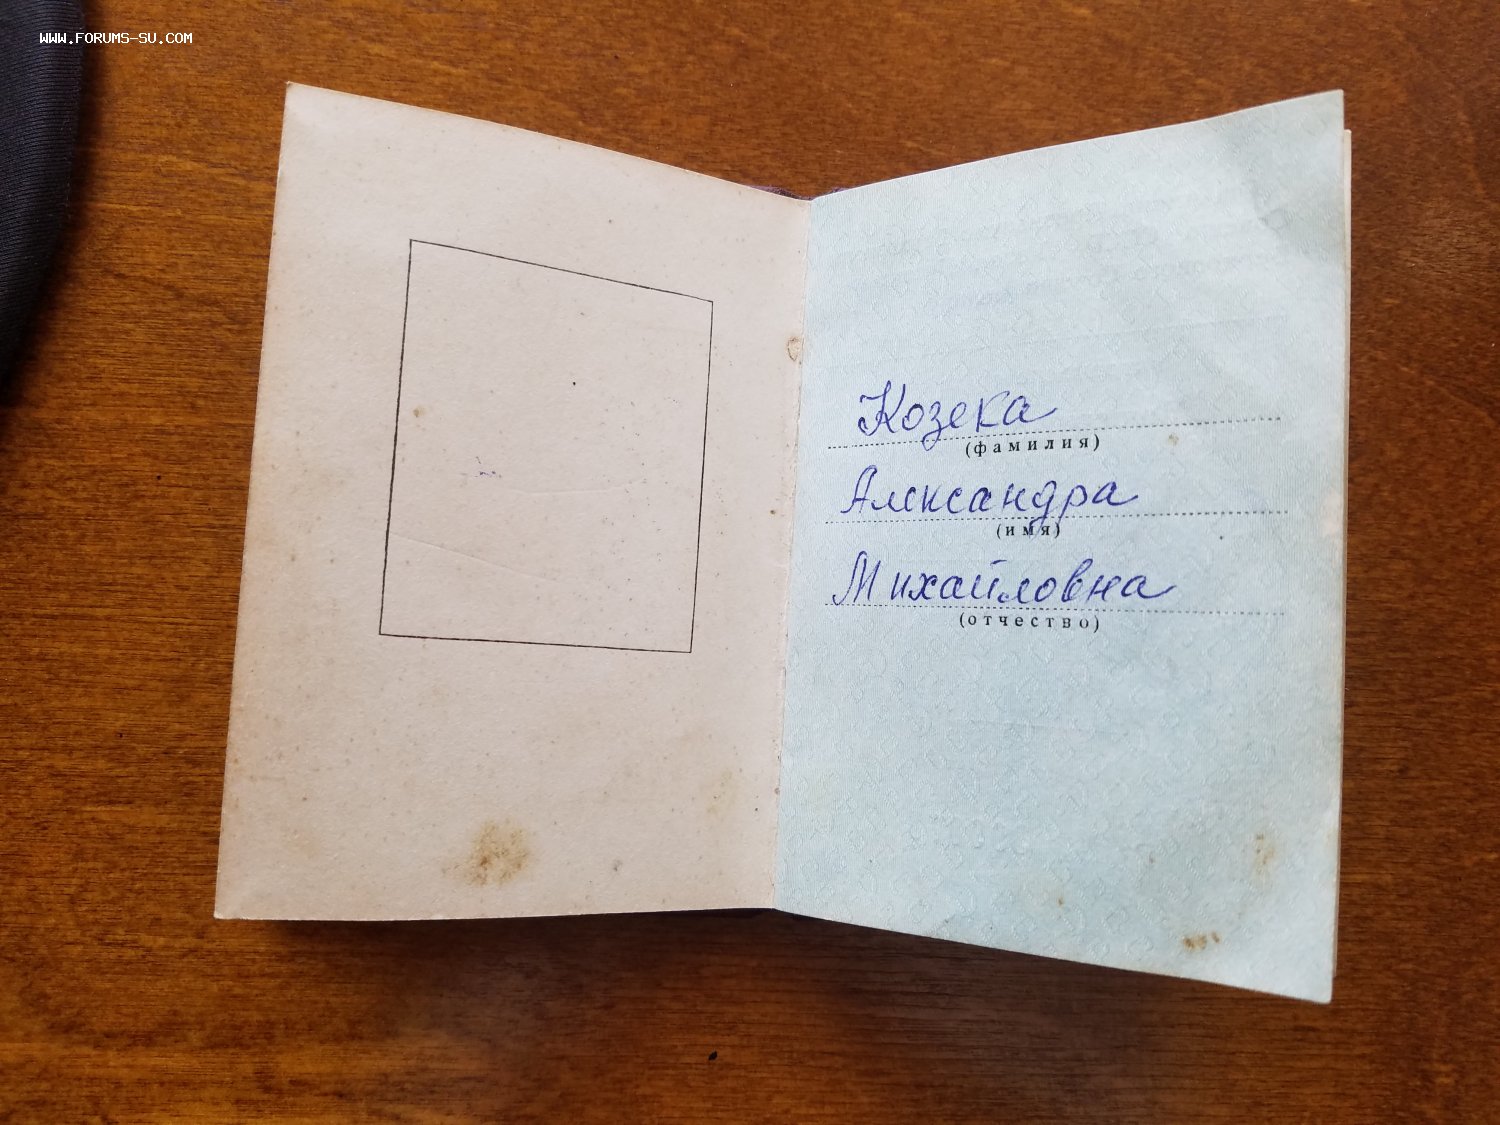 WWW.FORUMS-SU.COM
Козека
(фамилия)
Александра
(имя)
Михайловна
(отчество)